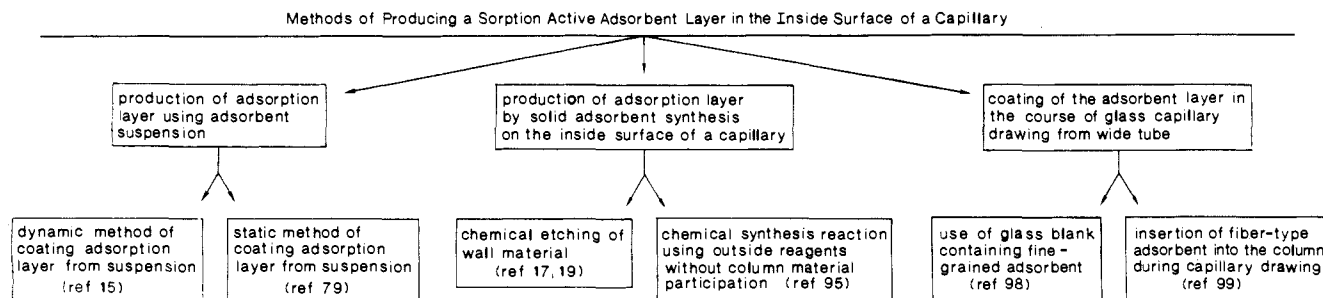 Methods of Producing a Sorption Active Adsorbent Layer in the Inside Surface of a Capillary
production of adsorption
layer using adsorbent
suspension
production of adsorption layer
by solid adsorbent synthesis
on the inside surface of a capillary
coating of the adsorbent layer in
the course of glass capillary
drawing from wide tube
dynamic method of
coating adsorption
layer from suspension
(ref 15)
static method of
coating adsorption
layer from suspension
(ref 79)
chemical etching of
wall material
(ref 17, 19)
chemical synthesis reaction
using outside reagents
without column material
participation (ref 95)
use of glass blank
containing fine-
grained adsorbent
(ref 98)
insertion of fiber-type
adsorbent into the column
during capillary drawing
(ref 99)